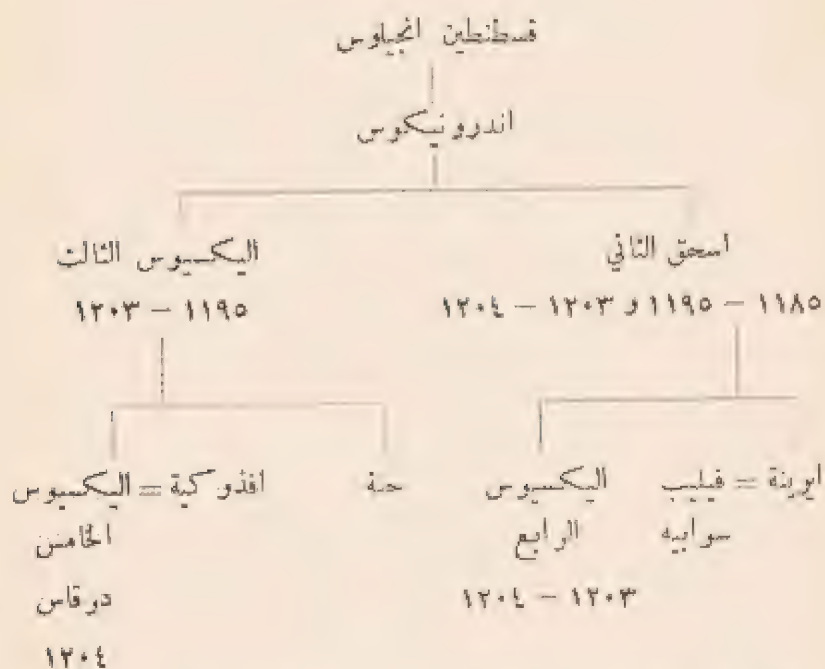 قسطنطين انجيلوس
اندرونيكوس
اسحق الثاني
١١٨٥ – ١١٩٥ و ١٢٠٣ – ١٢٠٤
اليكسيوس الثالث
١١٩٥ – ١٢٠٣
ايرينة = فيليب
سوابيه
اليكسيوس
الرابع
١٢٠٣ – ١٢٠٤
حنة
افذوكية = اليكسيوس
الخامس
دوقاس
١٢٠٤